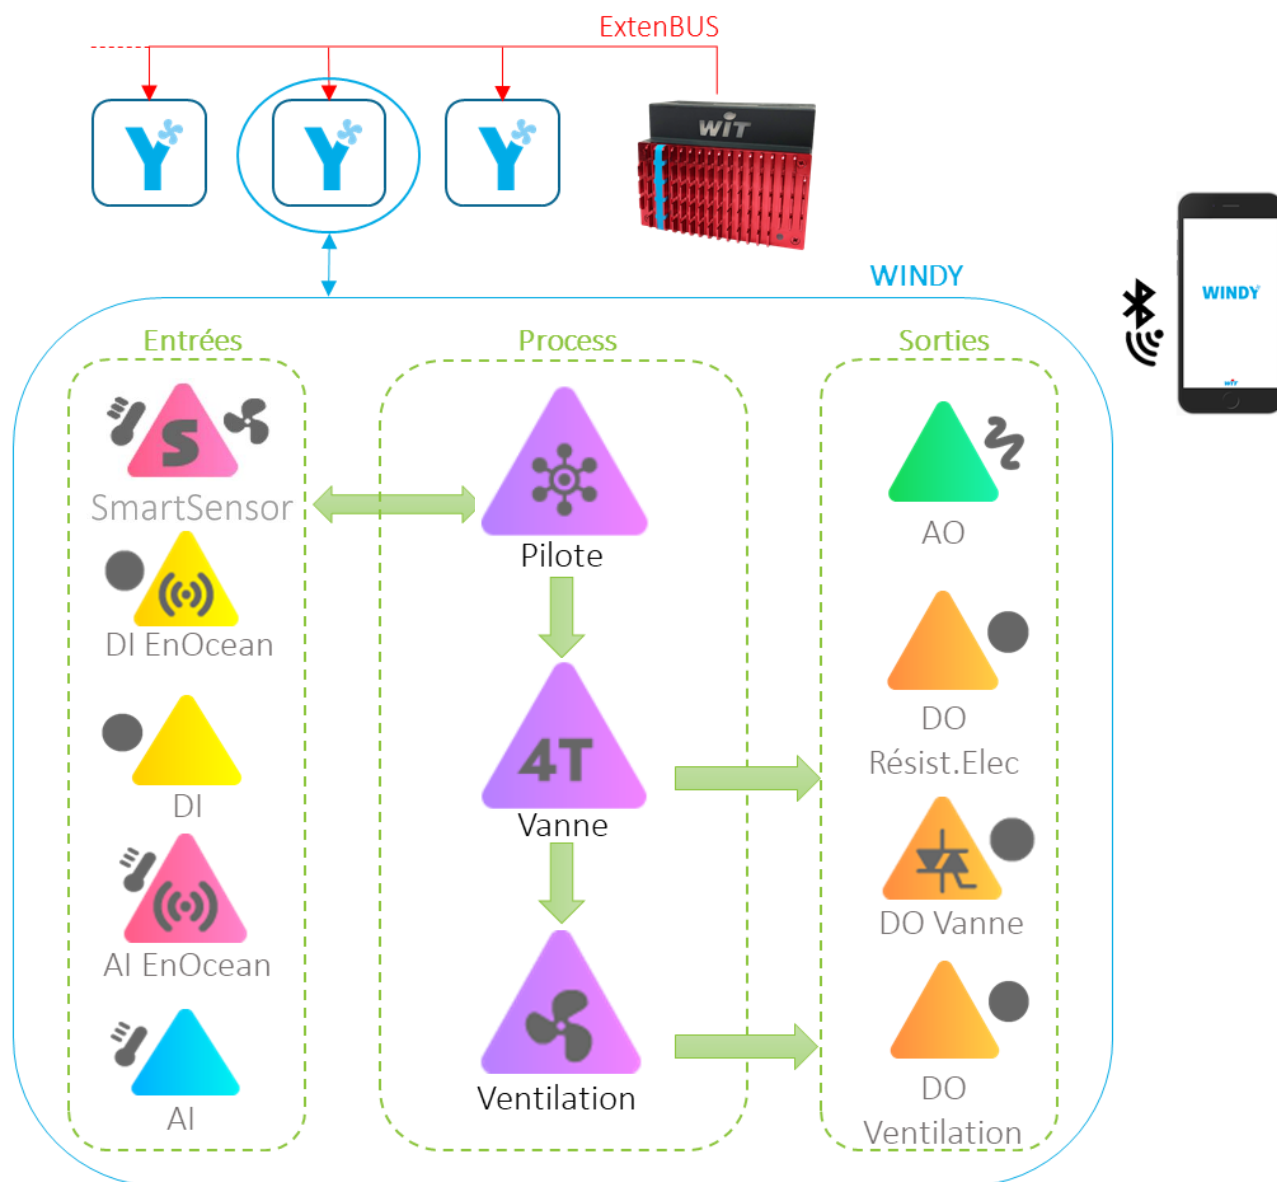 ExtenBUS
WiT
Y
Y
Y
WINDY
WINDY
WiT
Entrées
Process
Sorties
S
SmartSensor
Pilote
AO
DI EnOcean
DO
Résist.Elec
DI
4T
Vanne
DO Vanne
AI EnOcean
AI
Ventilation
DO
Ventilation